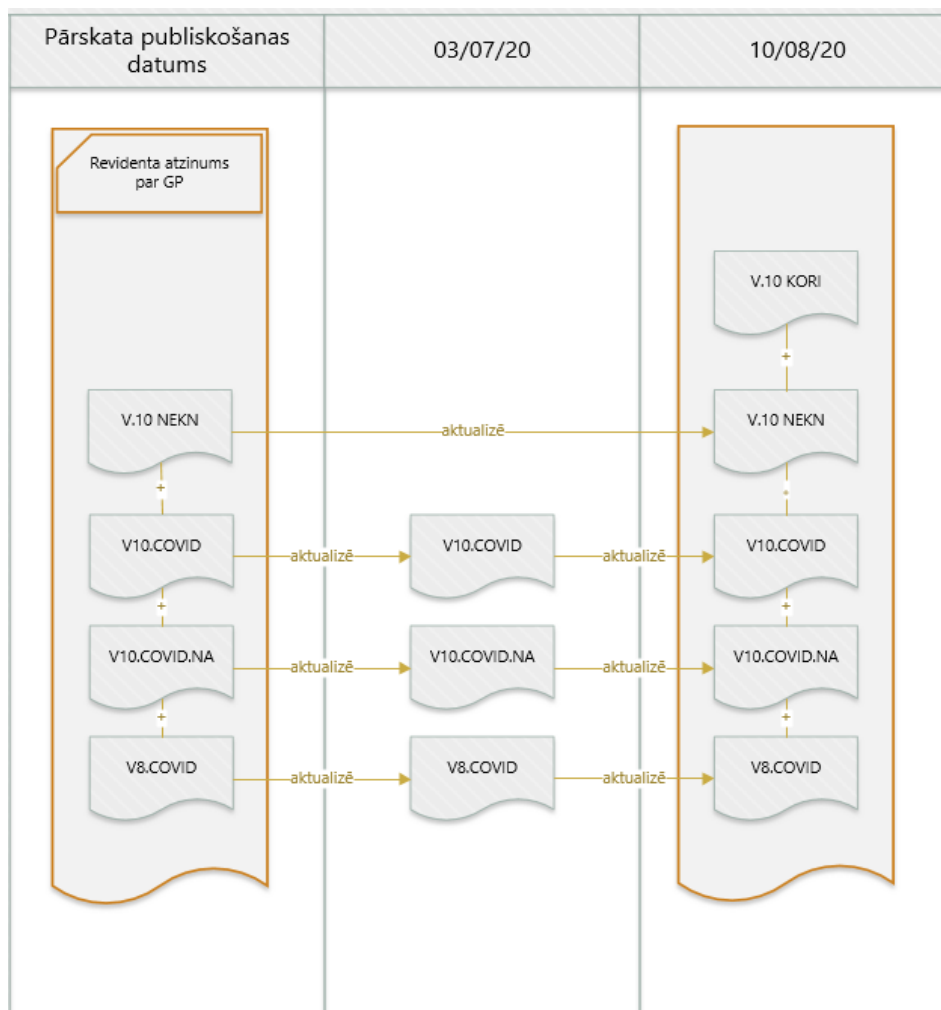 Pārskata publiskošanas
datums
03/07/20
10/08/20
Revidenta atzinums
par GP
V.10 KORI
+
V.10 NEKN
aktualizē
V.10 NEKN
+
V10.COVID
aktualizē
V10.COVID
aktualizē
V10.COVID
+
+
V10.COVID.NA
aktualizē
V10.COVID.NA
aktualizē
V10.COVID.NA
+
+
V8.COVID
aktualizē
V8.COVID
aktualizē
V8.COVID